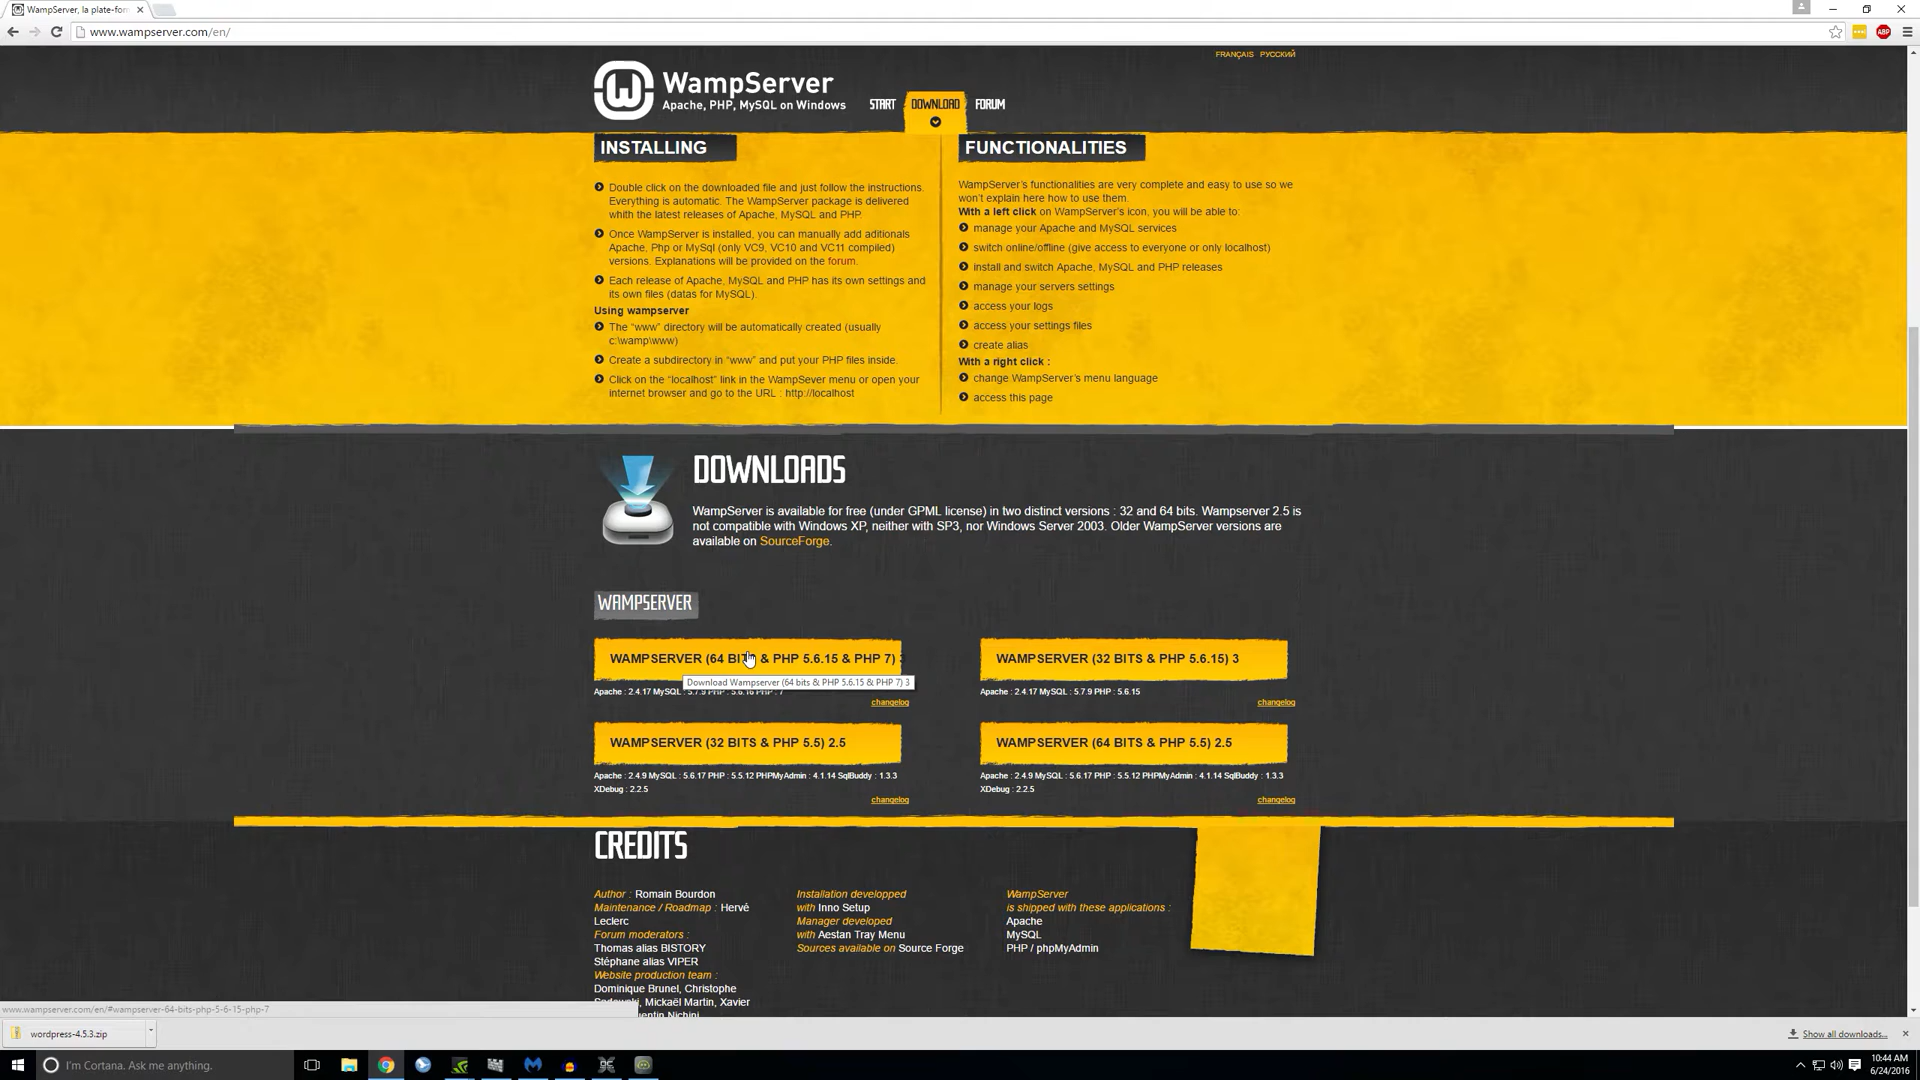 WampServer, la plate-for
www.wampserver.com/en/
ABP
FRANÇAIS РУССКИЙ
WampServer
Apache, PHP, MySQL on Windows
START DOWNLOAD FORUM
INSTALLING
Double click on the downloaded file and just follow the instructions.
Everything is automatic. The WampServer package is delivered
whith the latest releases of Apache, MySQL and PHP.
Once WampServer is installed, you can manually add aditionals
Apache, Php or MySql (only VC9, VC10 and VC11 compiled)
versions. Explanations will be provided on the forum.
Each release of Apache, MySQL and PHP has its own settings and
its own files (datas for MySQL).
Using wampserver
The “www” directory will be automatically created (usually
c:\wamp\www)
Create a subdirectory in “www” and put your PHP files inside.
Click on the “localhost” link in the WampSever menu or open your
internet browser and go to the URL : http://localhost
FUNCTIONALITIES
WampServer’s functionalities are very complete and easy to use so we
won’t explain here how to use them.
With a left click on WampServer’s icon, you will be able to:
manage your Apache and MySQL services
switch online/offline (give access to everyone or only localhost)
install and switch Apache, MySQL and PHP releases
manage your servers settings
access your logs
access your settings files
create alias
With a right click :
change WampServer’s menu language
access this page
DOWNLOADS
WampServer is available for free (under GPML license) in two distinct versions : 32 and 64 bits. Wampserver 2.5 is
not compatible with Windows XP, neither with SP3, nor Windows Server 2003. Older WampServer versions are
available on SourceForge.
WAMPSERVER
WAMPSERVER (64 BITS & PHP 5.6.15 & PHP 7) 3
Download Wampserver (64 bits & PHP 5.6.15 & PHP 7) 3
Apache : 2.4.17 MySQL : 5.7.9 PHP : 5.6.16 PHP : 7
changelog
WAMPSERVER (32 BITS & PHP 5.6.15) 3
Apache : 2.4.17 MySQL : 5.7.9 PHP : 5.6.15
changelog
WAMPSERVER (32 BITS & PHP 5.5) 2.5
Apache : 2.4.9 MySQL : 5.6.17 PHP : 5.5.12 PHPMyAdmin : 4.1.14 SqlBuddy : 1.3.3
XDebug : 2.2.5
changelog
WAMPSERVER (64 BITS & PHP 5.5) 2.5
Apache : 2.4.9 MySQL : 5.6.17 PHP : 5.5.12 PHPMyAdmin : 4.1.14 SqlBuddy : 1.3.3
XDebug : 2.2.5
changelog
CREDITS
Author : Romain Bourdon
Maintenance / Roadmap : Hervé
Leclerc
Forum moderators :
Thomas alias BISTORY
Stéphane alias VIPER
Website production team :
Dominique Brunel, Christophe
Sadowski, Mickaël Martin, Xavier
Quentin Nichini
Installation developped
with Inno Setup
Manager developed
with Aestan Tray Menu
Sources available on Source Forge
WampServer
is shipped with these applications :
Apache
MySQL
PHP / phpMyAdmin
www.wampserver.com/en/#wampserver-64-bits-php-5-6-15-php-7
wordpress-4.5.3.zip
Show all downloads...
I'm Cortana. Ask me anything.
10:44 AM
6/24/2016